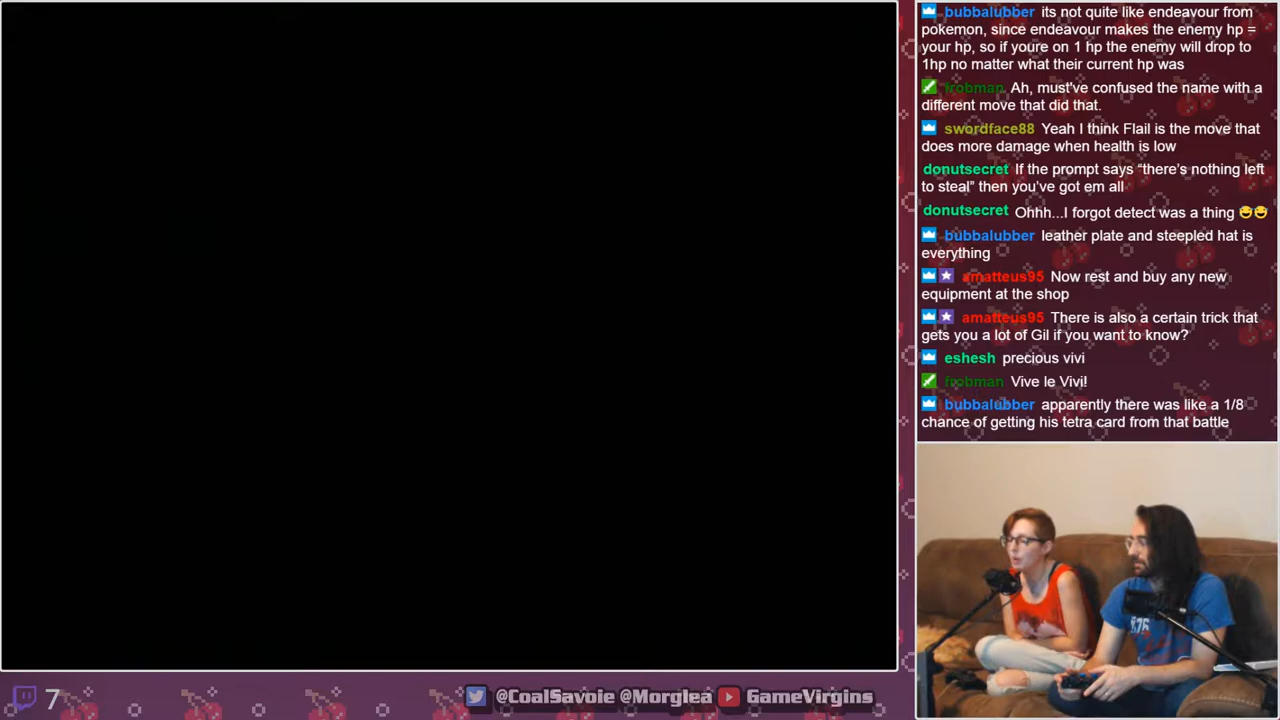 bubbalubber its not quite like endeavour from
pokemon, since endeavour makes the enemy hp =
your hp, so if youre on 1 hp the enemy will drop to
1hp no matter what their current hp was
frobman Ah, must've confused the name with a
different move that did that.
swordface88 Yeah I think Flail is the move that
does more damage when health is low
donutsecret If the prompt says “there’s nothing left
to steal” then you’ve got em all
donutsecret Ohhh...I forgot detect was a thing 😅😅
bubbalubber leather plate and steepled hat is
everything
amatteus95 Now rest and buy any new
equipment at the shop
amatteus95 There is also a certain trick that
gets you a lot of Gil if you want to know?
eshesh precious vivi
frobman Vive le Vivi!
bubbalubber apparently there was like a 1/8
chance of getting his tetra card from that battle
7 @CoalSavoie @Morglea GameVirgins